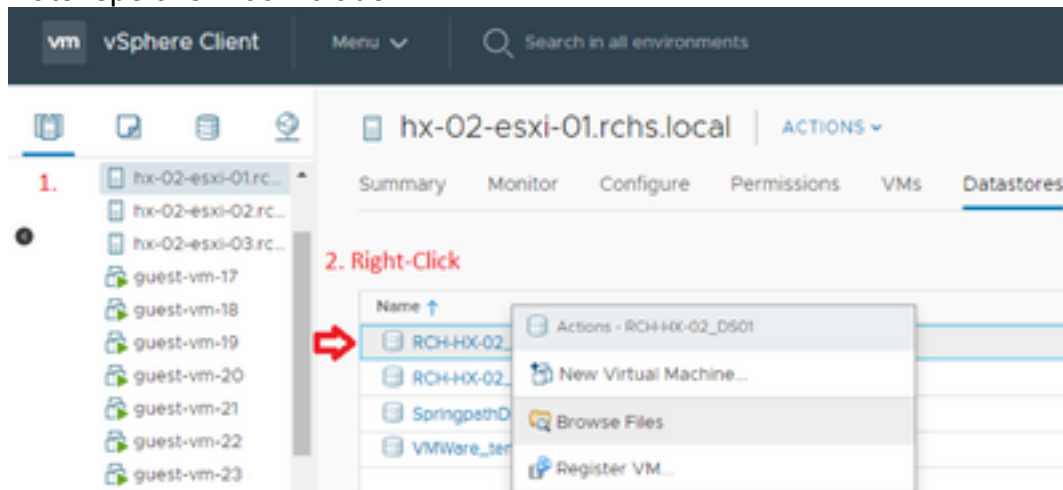 vm vSphere Client Menu Search in all environments
hx-02-esxi-01.rchs.local ACTIONS
1.
hx-02-esxi-01.rc...
hx-02-esxi-02.rc...
hx-02-esxi-03.rc...
guest-vm-17
guest-vm-18
guest-vm-19
guest-vm-20
guest-vm-21
guest-vm-22
guest-vm-23
Summary Monitor Configure Permissions VMs Datastores
2. Right-Click
Name
RCH-HX-02_
RCH-HX-02_
SpringpathD
VMWare_ter
Actions - RCH-HX-02_DS01
New Virtual Machine...
Browse Files
Register VM...